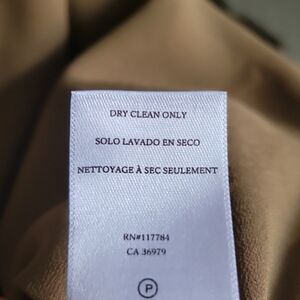 DRY CLEAN ONLY
SOLO LAVADO EN SECO
NETTOYAGE À SEC SEULEMENT
RN#117784
CA 36979
P